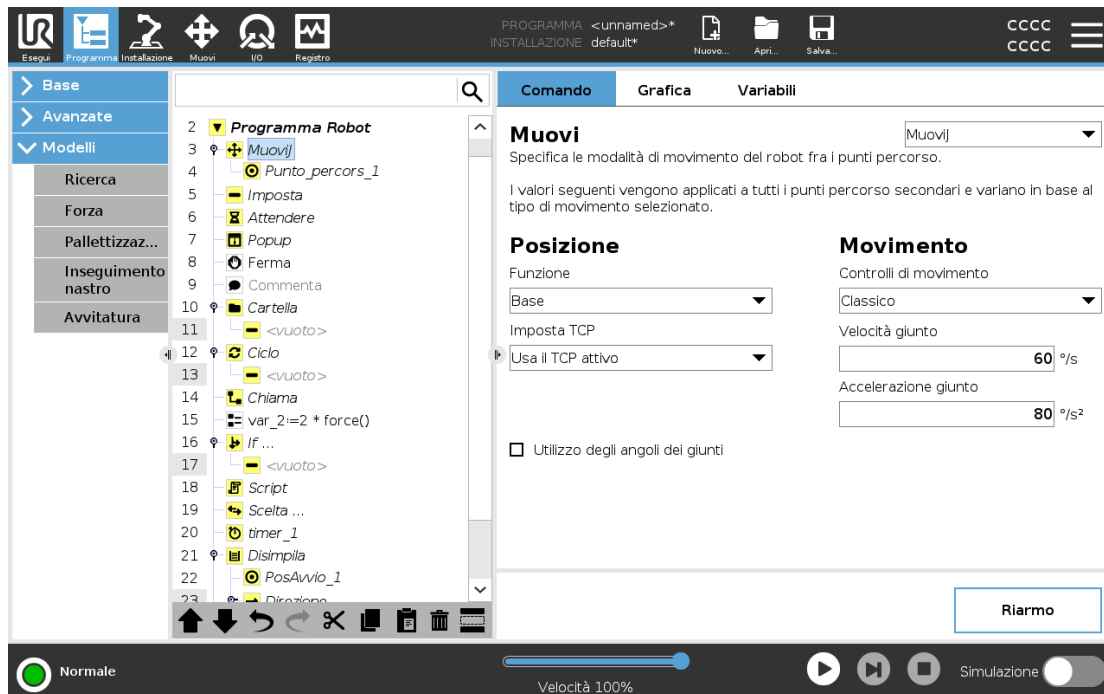 UR
Esegui
Programma
Installazione
Muovi
I/O
Registro
PROGRAMMA <unnamed>*
INSTALLAZIONE default*
Nuovo...
Apri...
Salva...
CCCC
CCCC
Base
Avanzate
Modelli
Ricerca
Forza
Pallettizzaz...
Inseguimento
nastro
Avvitatura
2 Programma Robot
3 MuoviJ
4 Punto_percors_1
5 Imposta
6 Attendere
7 Popup
8 Ferma
9 Commenta
10 Cartella
11 <vuoto>
12 Ciclo
13 <vuoto>
14 Chiama
15 var_2:=2 * force()
16 If ...
17 <vuoto>
18 Script
19 Scelta ...
20 timer_1
21 Disimpila
22 PosAvvio_1
23 Direzione
Comando
Grafica
Variabili
Muovi
MuoviJ
Specifica le modalità di movimento del robot fra i punti percorso.
I valori seguenti vengono applicati a tutti i punti percorso secondari e variano in base al
tipo di movimento selezionato.
Posizione
Funzione
Base
Imposta TCP
Usa il TCP attivo
Utilizzo degli angoli dei giunti
Movimento
Controlli di movimento
Classico
Velocità giunto
60 °/s
Accelerazione giunto
80 °/s²
Riarmo
Normale
Velocità 100%
Simulazione